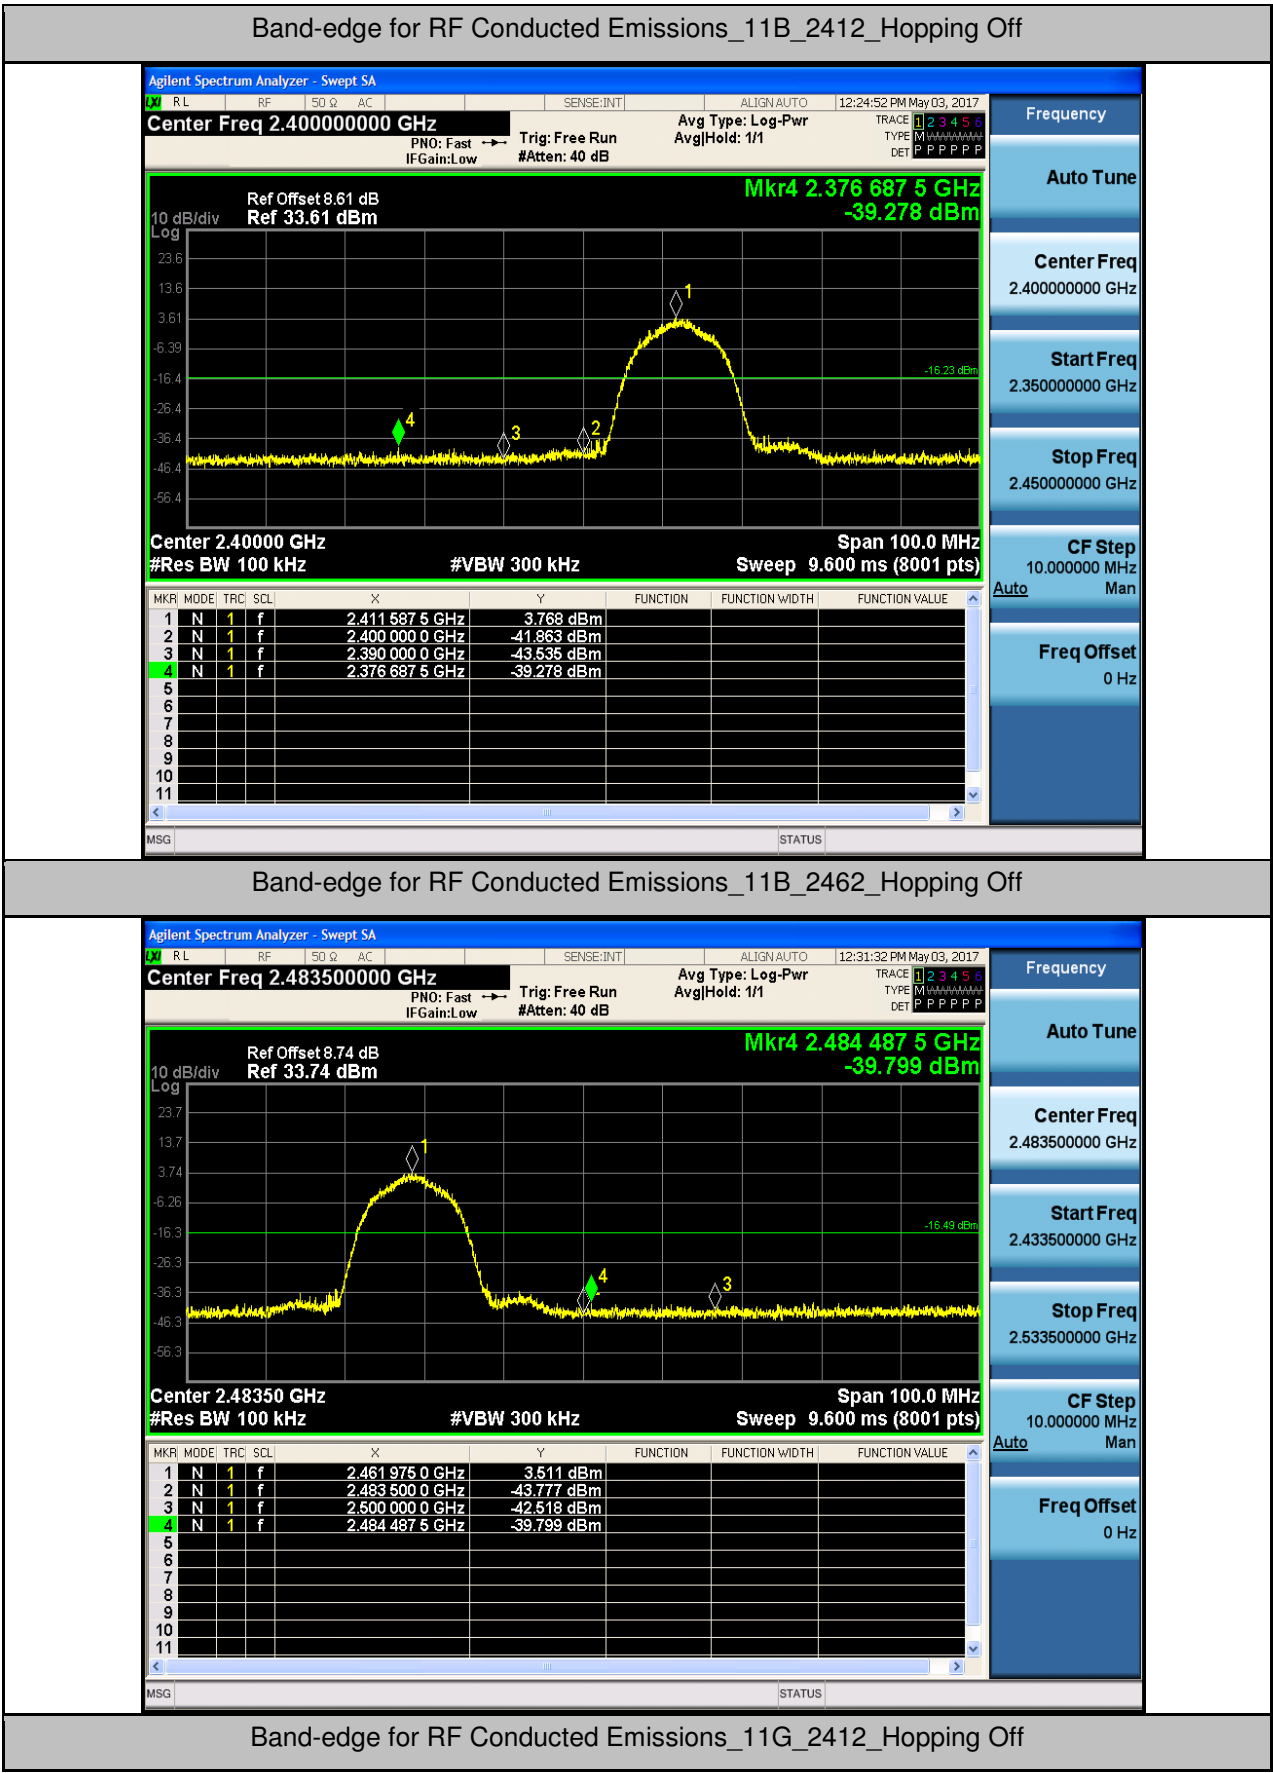 Band-edge for RF Conducted Emissions_11B_2412_Hopping Off
Agilent Spectrum Analyzer - Swept SA
LXI RL RF 50 Ω AC SENSE:INT ALIGN AUTO 12:24:52 PM May 03, 2017
Center Freq 2.400000000 GHz
PNO: Fast
IFGain:Low
Trig: Free Run
#Atten: 40 dB
Avg Type: Log-Pwr
Avg|Hold: 1/1
TRACE 1 2 3 4 5 6
TYPE M
DET P P P P P P
Frequency
Auto Tune
Center Freq
2.400000000 GHz
Start Freq
2.350000000 GHz
Stop Freq
2.450000000 GHz
CF Step
10.000000 MHz
Auto Man
Freq Offset
0 Hz
Mkr4 2.376 687 5 GHz
-39.278 dBm
Ref Offset 8.61 dB
10 dB/div Ref 33.61 dBm
Log
23.6
13.6
3.61
-6.39
-16.4
-26.4
-36.4
-46.4
-56.4
1
-16.23 dBm
4
3
2
Center 2.40000 GHz Span 100.0 MHz
#Res BW 100 kHz #VBW 300 kHz Sweep 9.600 ms (8001 pts)
MKR MODE TRC SCL X Y FUNCTION FUNCTION WIDTH FUNCTION VALUE
1 N 1 f 2.411 587 5 GHz 3.768 dBm
2 N 1 f 2.400 000 0 GHz -41.863 dBm
3 N 1 f 2.390 000 0 GHz -43.535 dBm
4 N 1 f 2.376 687 5 GHz -39.278 dBm
5
6
7
8
9
10
11
MSG STATUS
Band-edge for RF Conducted Emissions_11B_2462_Hopping Off
Agilent Spectrum Analyzer - Swept SA
LXI RL RF 50 Ω AC SENSE:INT ALIGN AUTO 12:31:32 PM May 03, 2017
Center Freq 2.483500000 GHz
PNO: Fast
IFGain:Low
Trig: Free Run
#Atten: 40 dB
Avg Type: Log-Pwr
Avg|Hold: 1/1
TRACE 1 2 3 4 5 6
TYPE M
DET P P P P P P
Frequency
Auto Tune
Center Freq
2.483500000 GHz
Start Freq
2.433500000 GHz
Stop Freq
2.533500000 GHz
CF Step
10.000000 MHz
Auto Man
Freq Offset
0 Hz
Mkr4 2.484 487 5 GHz
-39.799 dBm
Ref Offset 8.74 dB
10 dB/div Ref 33.74 dBm
Log
23.7
13.7
3.74
-6.26
-16.3
-26.3
-36.3
-46.3
-56.3
1
-16.49 dBm
4
3
Center 2.48350 GHz Span 100.0 MHz
#Res BW 100 kHz #VBW 300 kHz Sweep 9.600 ms (8001 pts)
MKR MODE TRC SCL X Y FUNCTION FUNCTION WIDTH FUNCTION VALUE
1 N 1 f 2.461 975 0 GHz 3.511 dBm
2 N 1 f 2.483 500 0 GHz -43.777 dBm
3 N 1 f 2.500 000 0 GHz -42.518 dBm
4 N 1 f 2.484 487 5 GHz -39.799 dBm
5
6
7
8
9
10
11
MSG STATUS
Band-edge for RF Conducted Emissions_11G_2412_Hopping Off